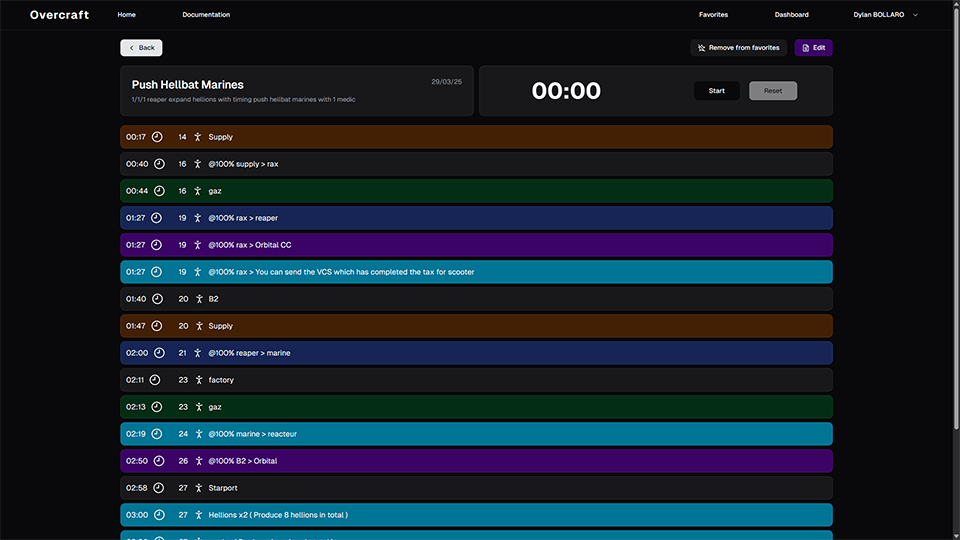 Overcraft Home Documentation Favorites Dashboard Dylan BOLLARO
Back Remove from favorites Edit
Push Hellbat Marines 29/03/25
1/1/1 reaper expand hellions with timing push hellbat marines with 1 medic
00:00 Start Reset
00:17 14 Supply
00:40 16 @100% supply > rax
00:44 16 gaz
01:27 19 @100% rax > reaper
01:27 19 @100% rax > Orbital CC
01:27 19 @100% rax > You can send the VCS which has completed the tax for scooter
01:40 20 B2
01:47 20 Supply
02:00 21 @100% reaper > marine
02:11 23 factory
02:13 23 gaz
02:19 24 @100% marine > reacteur
02:50 26 @100% B2 > Orbital
02:58 27 Starport
03:00 27 Hellions x2 ( Produce 8 hellions in total )